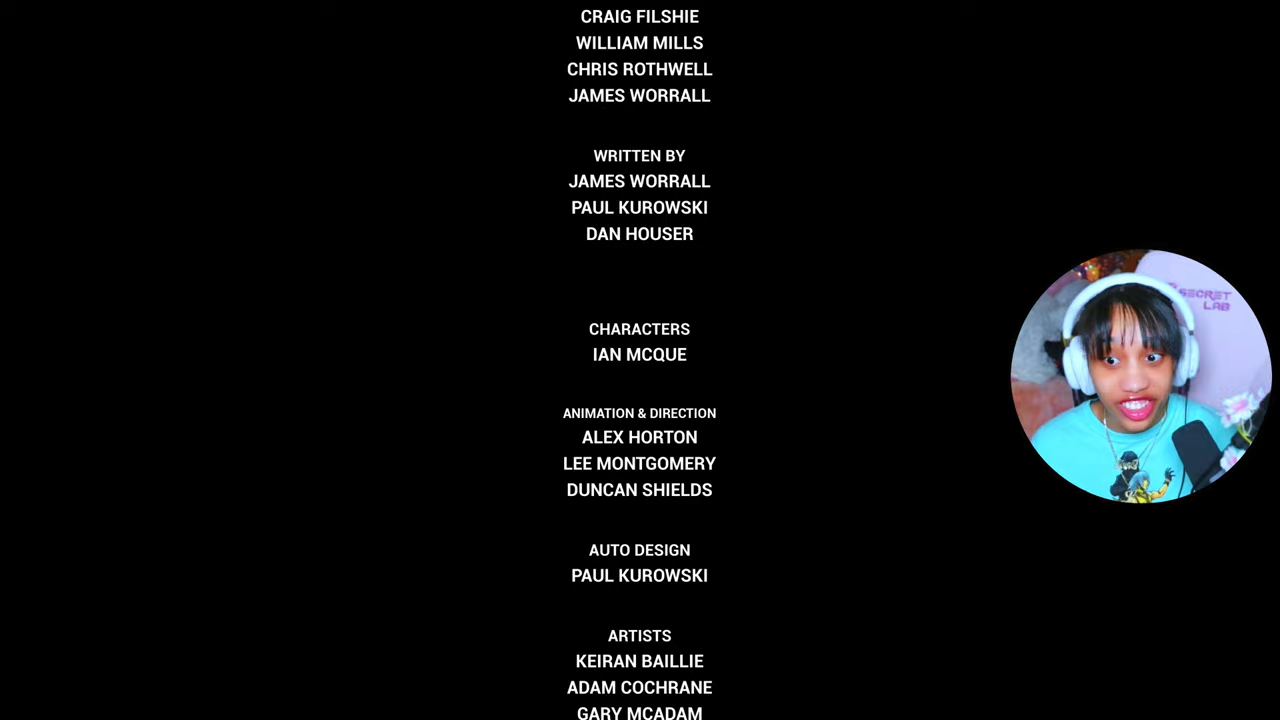 CRAIG FILSHIE
WILLIAM MILLS
CHRIS ROTHWELL
JAMES WORRALL
WRITTEN BY
JAMES WORRALL
PAUL KUROWSKI
DAN HOUSER
CHARACTERS
IAN MCQUE
ANIMATION & DIRECTION
ALEX HORTON
LEE MONTGOMERY
DUNCAN SHIELDS
AUTO DESIGN
PAUL KUROWSKI
ARTISTS
KEIRAN BAILLIE
ADAM COCHRANE
GARY MCADAM
SECRET
LAB